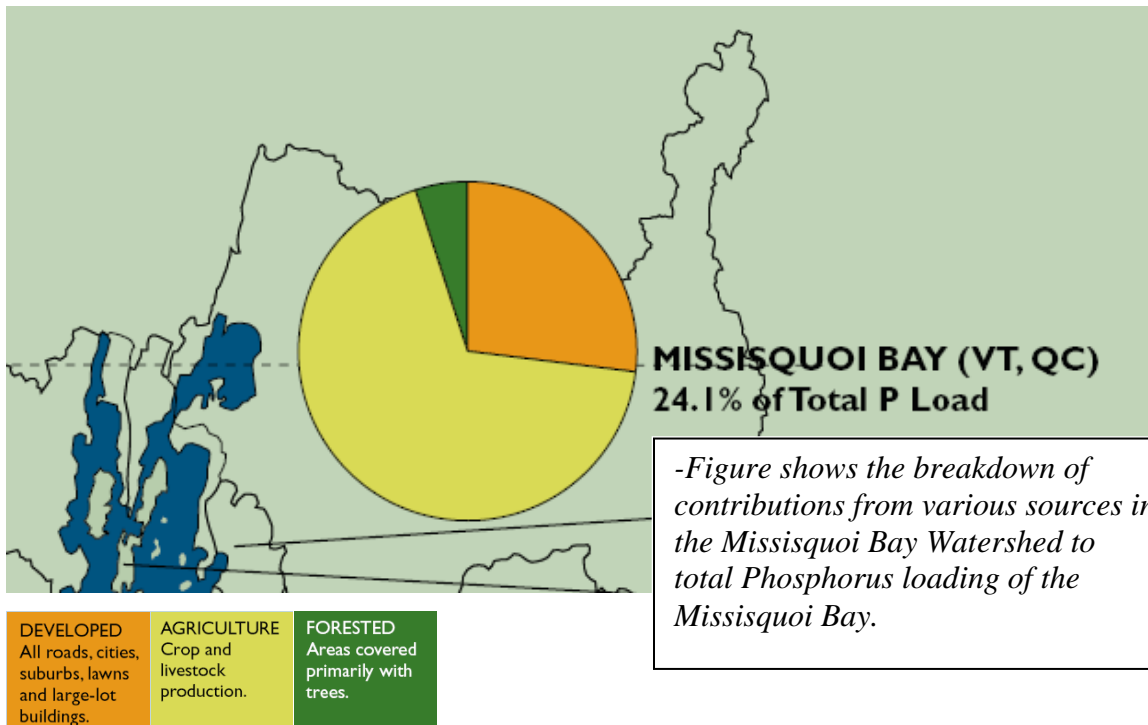 MISSISQUOI BAY (VT, QC)
24.1% of Total P Load
-Figure shows the breakdown of
contributions from various sources in
the Missisquoi Bay Watershed to
total Phosphorus loading of the
Missisquoi Bay.
DEVELOPED
All roads, cities,
suburbs, lawns
and large-lot
buildings.
AGRICULTURE
Crop and
livestock
production.
FORESTED
Areas covered
primarily with
trees.